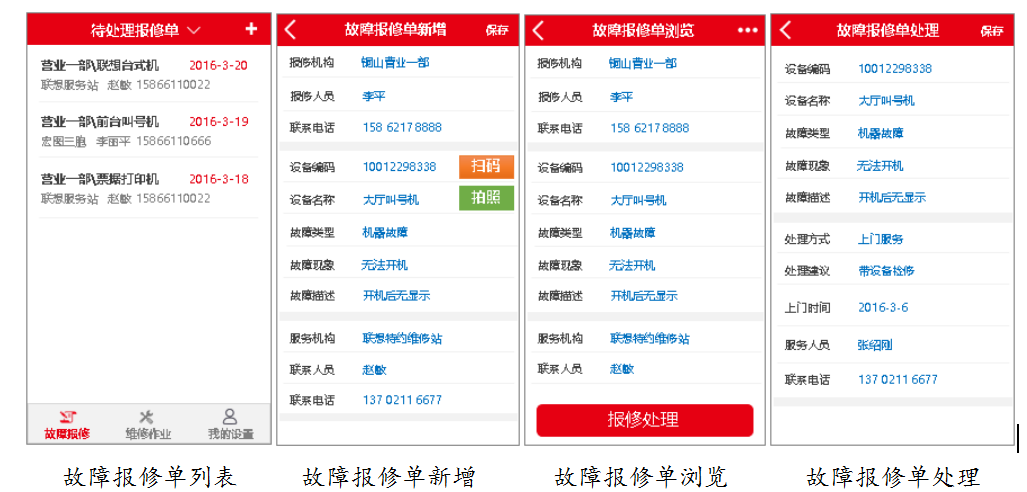 待处理报修单
营业一部\联想台式机 2016-3-20
联想服务站 赵敏 15866110022
营业一部\前台叫号机 2016-3-19
宏图三胞 李丽平 15866110666
营业一部\票据打印机 2016-3-18
联想服务站 赵敏 15866110022
故障报修 维修作业 我的设置
故障报修单列表
故障报修单新增 保存
报修机构 铜山营业一部
报修人员 李平
联系电话 158 6217 8888
设备编码 10012298338 扫码
设备名称 大厅叫号机 拍照
故障类型 机器故障
故障现象 无法开机
故障描述 开机后无显示
服务机构 联想特约维修站
联系人员 赵敏
联系电话 137 0211 6677
故障报修单新增
故障报修单浏览
报修机构 铜山营业一部
报修人员 李平
联系电话 158 6217 8888
设备编码 10012298338
设备名称 大厅叫号机
故障类型 机器故障
故障现象 无法开机
故障描述 开机后无显示
服务机构 联想特约维修站
联系人员 赵敏
报修处理
故障报修单浏览
故障报修单处理 保存
设备编码 10012298338
设备名称 大厅叫号机
故障类型 机器故障
故障现象 无法开机
故障描述 开机后无显示
处理方式 上门服务
处理建议 带设备检修
上门时间 2016-3-6
服务人员 张绍刚
联系电话 137 0211 6677
故障报修单处理